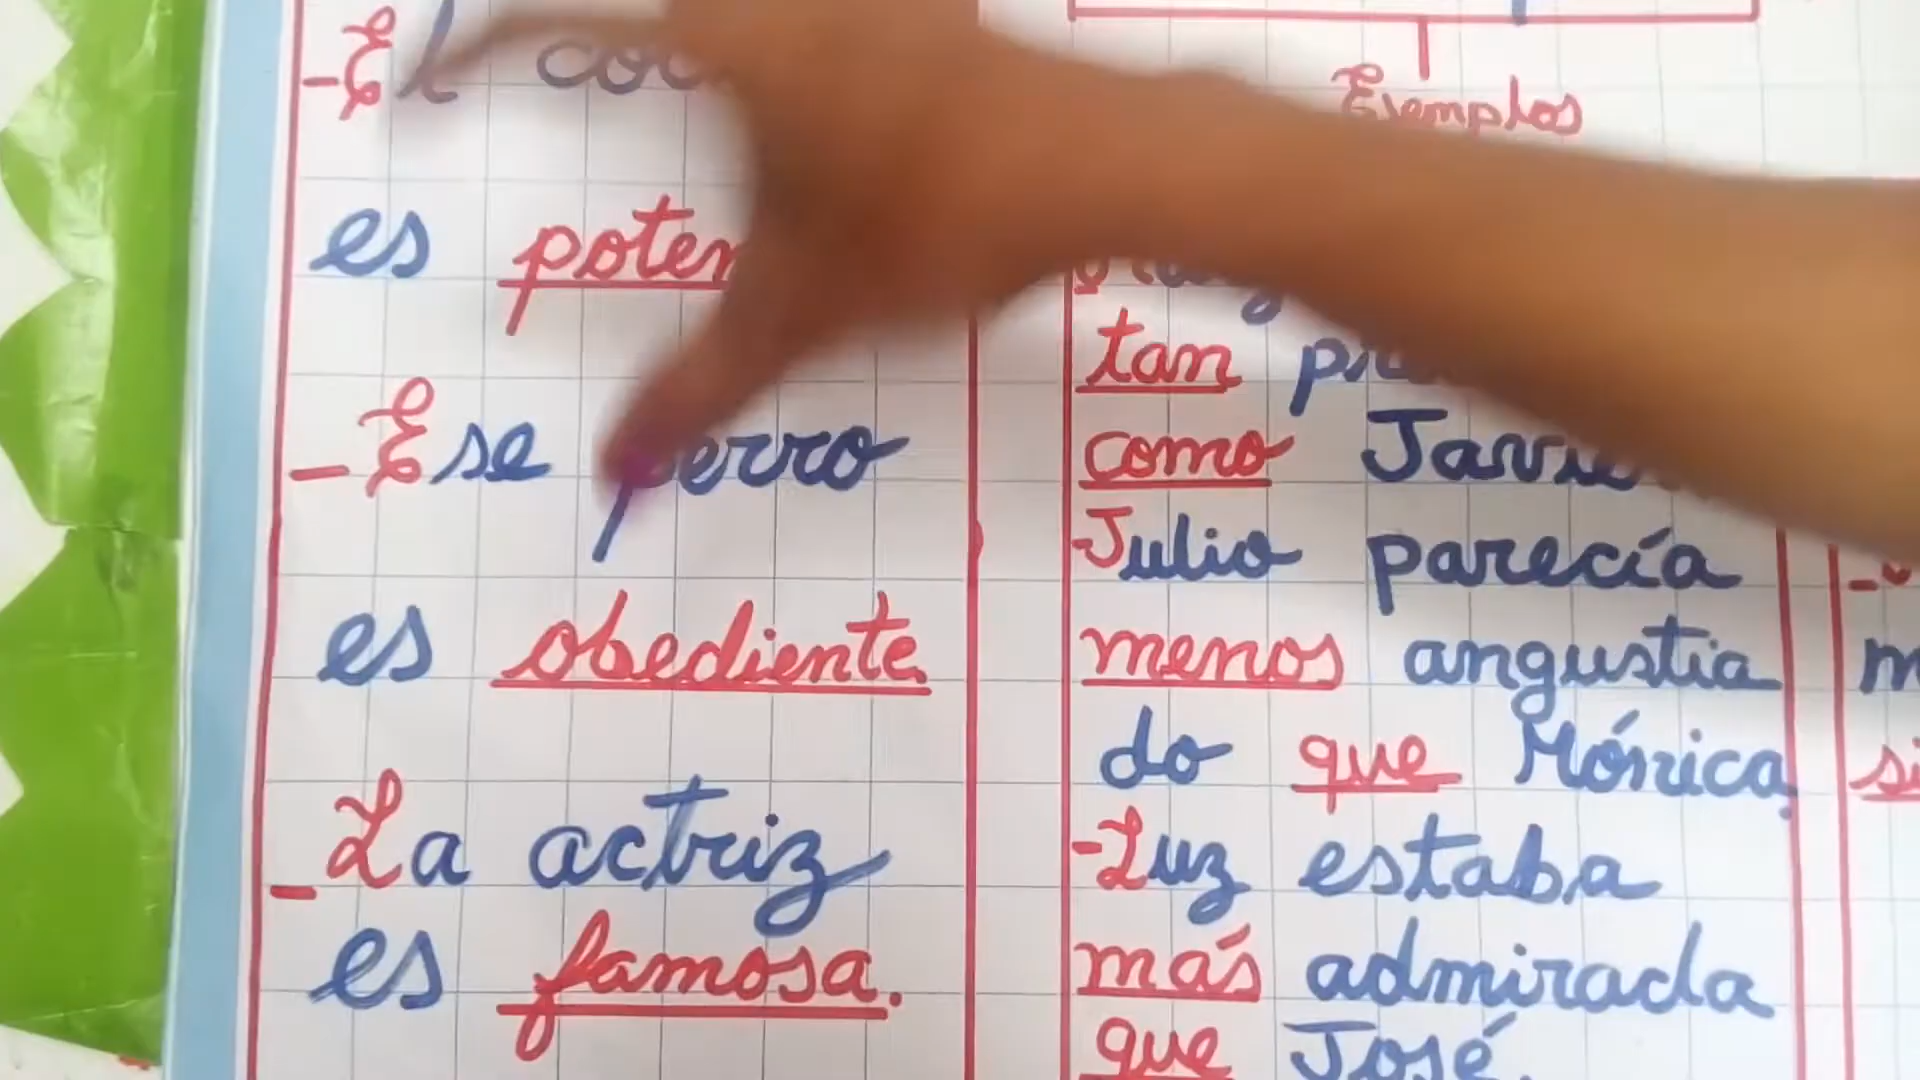 - El
es
- Ese perro
es obediente.
- La actriz
es famosa.
Ejemplos
tan
como
-Julio parecía
menos angustia
do que Mónica.
-Luz estaba
más admirada
que José.